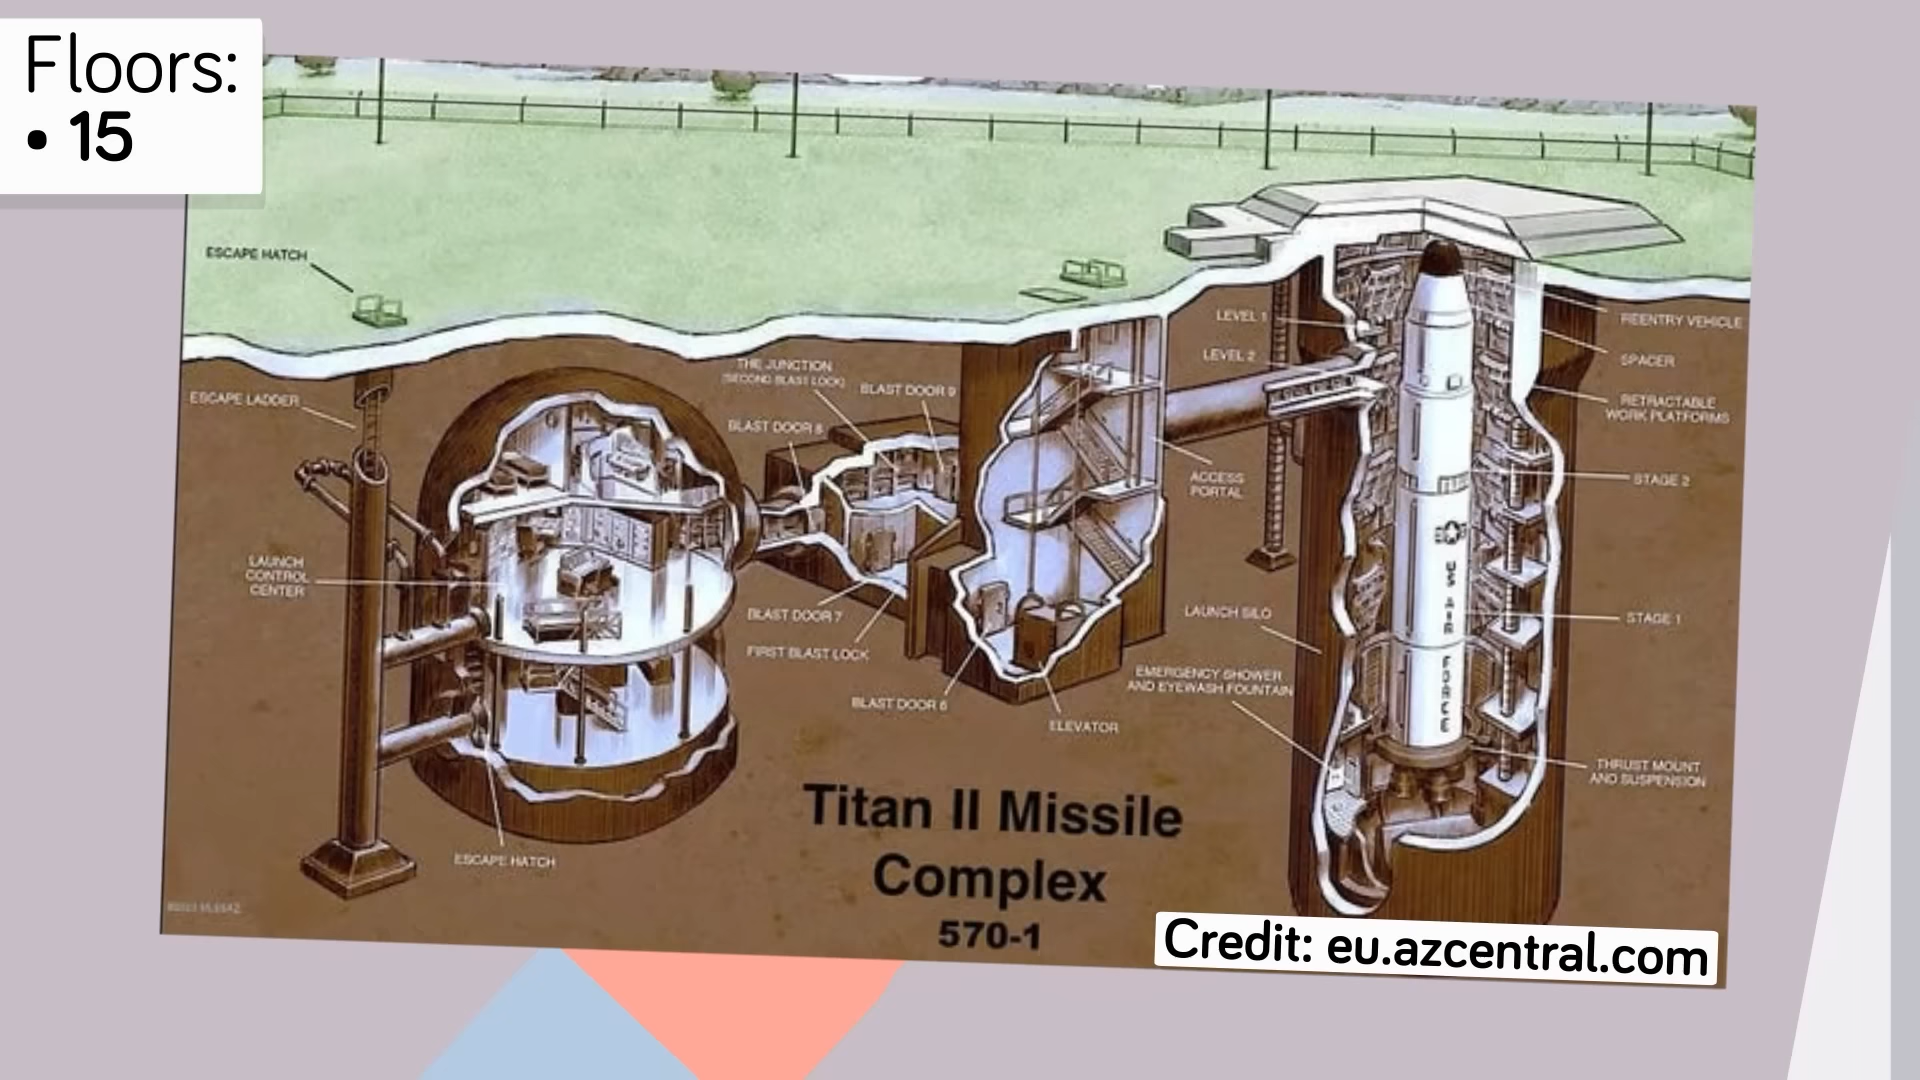 Floors:
• 15
ESCAPE HATCH
ESCAPE LADDER
LAUNCH
CONTROL
CENTER
ESCAPE HATCH
THE JUNCTION
(SECOND BLAST LOCK)
BLAST DOOR 9
BLAST DOOR 8
BLAST DOOR 7
FIRST BLAST LOCK
BLAST DOOR 6
ELEVATOR
ACCESS
PORTAL
LEVEL 1
LEVEL 2
LAUNCH SILO
EMERGENCY SHOWER
AND EYEWASH FOUNTAIN
REENTRY VEHICLE
SPACER
RETRACTABLE
WORK PLATFORMS
STAGE 2
STAGE 1
THRUST MOUNT
AND SUSPENSION
US AIR FORCE
Titan II Missile
Complex
570-1
Credit: eu.azcentral.com